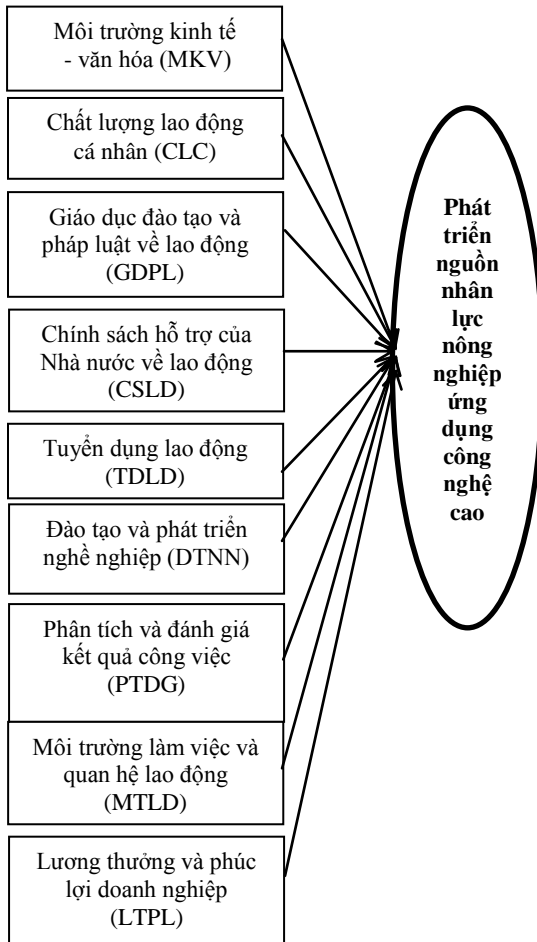 Môi trường kinh tế
- văn hóa (MKV)
Chất lượng lao động
cá nhân (CLC)
Giáo dục đào tạo và
pháp luật về lao động
(GDPL)
Chính sách hỗ trợ của
Nhà nước về lao động
(CSLD)
Tuyển dụng lao động
(TDLD)
Đào tạo và phát triển
nghề nghiệp (DTNN)
Phân tích và đánh giá
kết quả công việc
(PTDG)
Môi trường làm việc và
quan hệ lao động
(MTLD)
Lương thưởng và phúc
lợi doanh nghiệp
(LTPL)
Phát
triển
nguồn
nhân
lực
nông
nghiệp
ứng
dụng
công
nghệ
cao